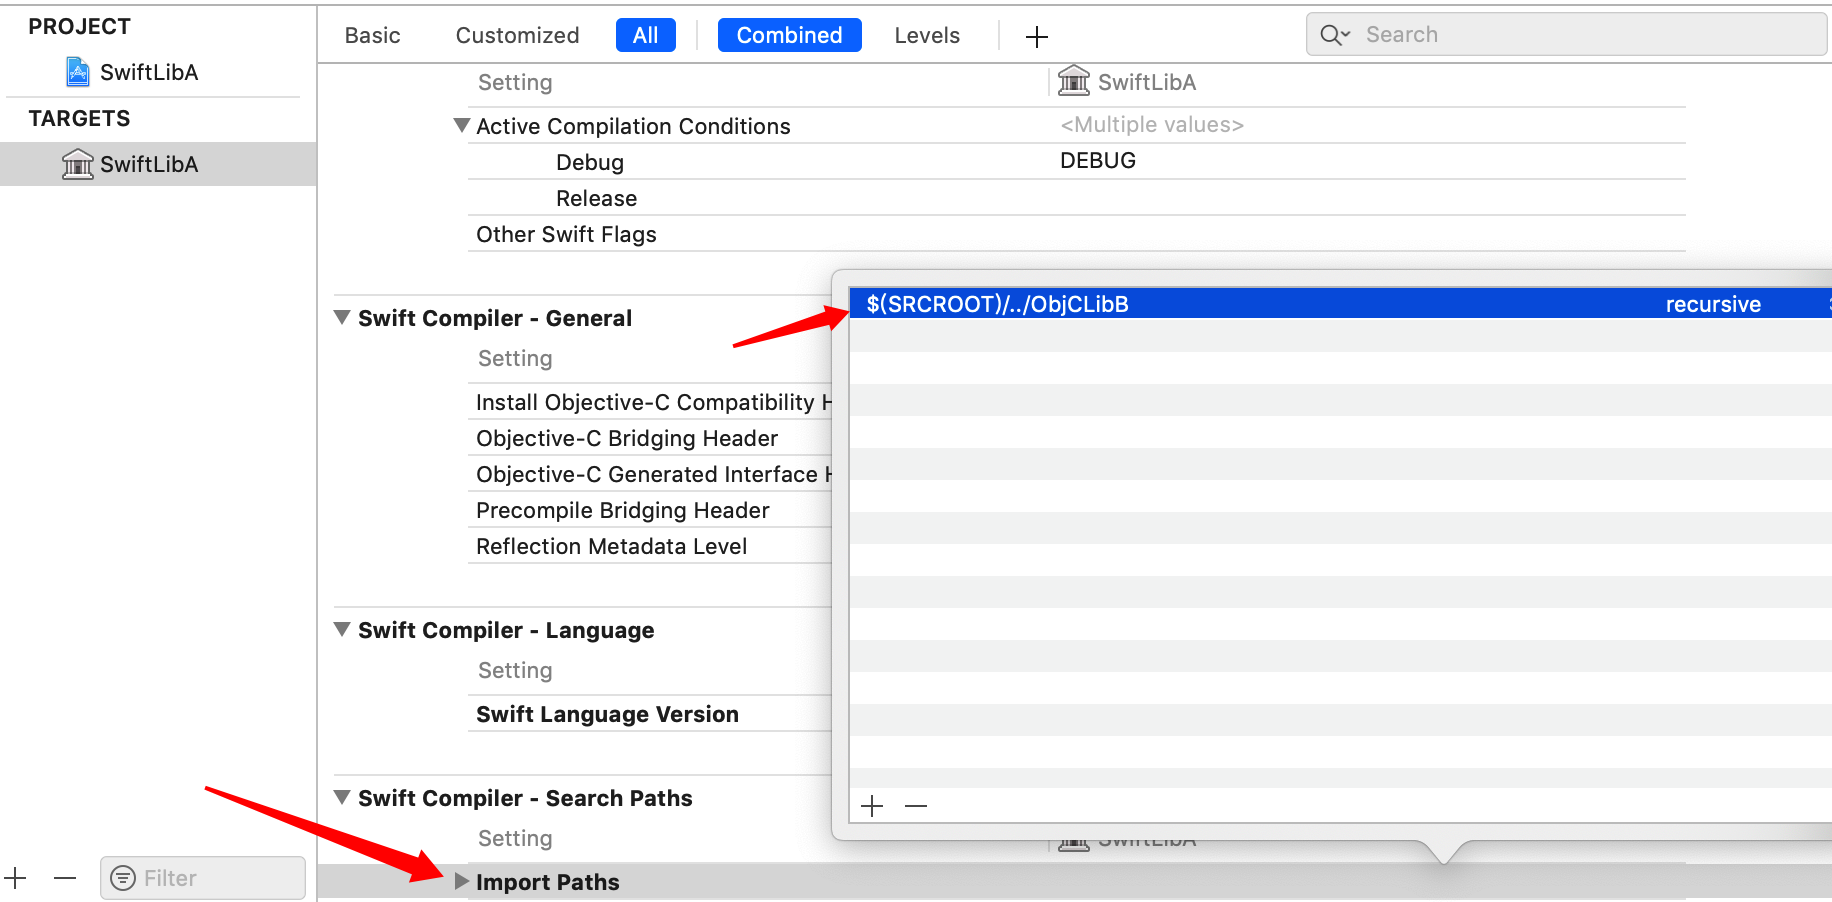 PROJECT
SwiftLibA
TARGETS
SwiftLibA
Filter
Basic Customized All Combined Levels Search
Setting SwiftLibA
Active Compilation Conditions <Multiple values>
Debug DEBUG
Release
Other Swift Flags
$(SRCROOT)/../ObjCLibB recursive
Swift Compiler - General
Setting
Install Objective-C Compatibility H
Objective-C Bridging Header
Objective-C Generated Interface H
Precompile Bridging Header
Reflection Metadata Level
Swift Compiler - Language
Setting
Swift Language Version
Swift Compiler - Search Paths
Setting SwiftLibA
Import Paths